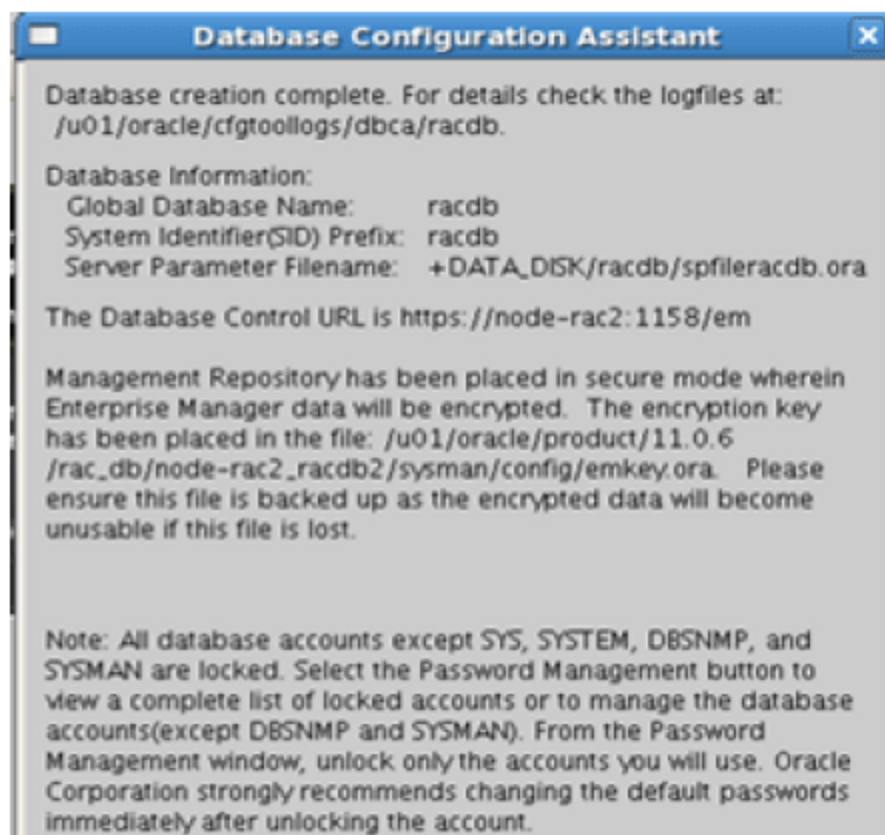 Database Configuration Assistant
Database creation complete. For details check the logfiles at:
/u01/oracle/cfgtoollogs/dbca/racdb.
Database Information:
Global Database Name: racdb
System Identifier(SID) Prefix: racdb
Server Parameter Filename: +DATA_DISK/racdb/spfileracdb.ora
The Database Control URL is https://node-rac2:1158/em
Management Repository has been placed in secure mode wherein
Enterprise Manager data will be encrypted. The encryption key
has been placed in the file: /u01/oracle/product/11.0.6
/rac_db/node-rac2_racdb2/sysman/config/emkey.ora. Please
ensure this file is backed up as the encrypted data will become
unusable if this file is lost.
Note: All database accounts except SYS, SYSTEM, DBSNMP, and
SYSMAN are locked. Select the Password Management button to
view a complete list of locked accounts or to manage the database
accounts(except DBSNMP and SYSMAN). From the Password
Management window, unlock only the accounts you will use. Oracle
Corporation strongly recommends changing the default passwords
immediately after unlocking the account.